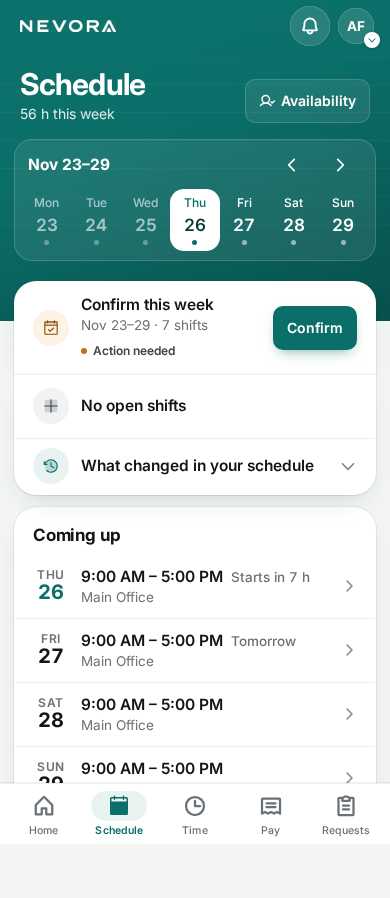 NEVORA
AF
Schedule
56 h this week
Availability
Nov 23–29
Mon Tue Wed Thu Fri Sat Sun
23 24 25 26 27 28 29
Confirm this week
Nov 23–29 · 7 shifts
Action needed
Confirm
No open shifts
What changed in your schedule
Coming up
THU
26
9:00 AM – 5:00 PM Starts in 7 h
Main Office
FRI
27
9:00 AM – 5:00 PM Tomorrow
Main Office
SAT
28
9:00 AM – 5:00 PM
Main Office
SUN
29
9:00 AM – 5:00 PM
Home Schedule Time Pay Requests